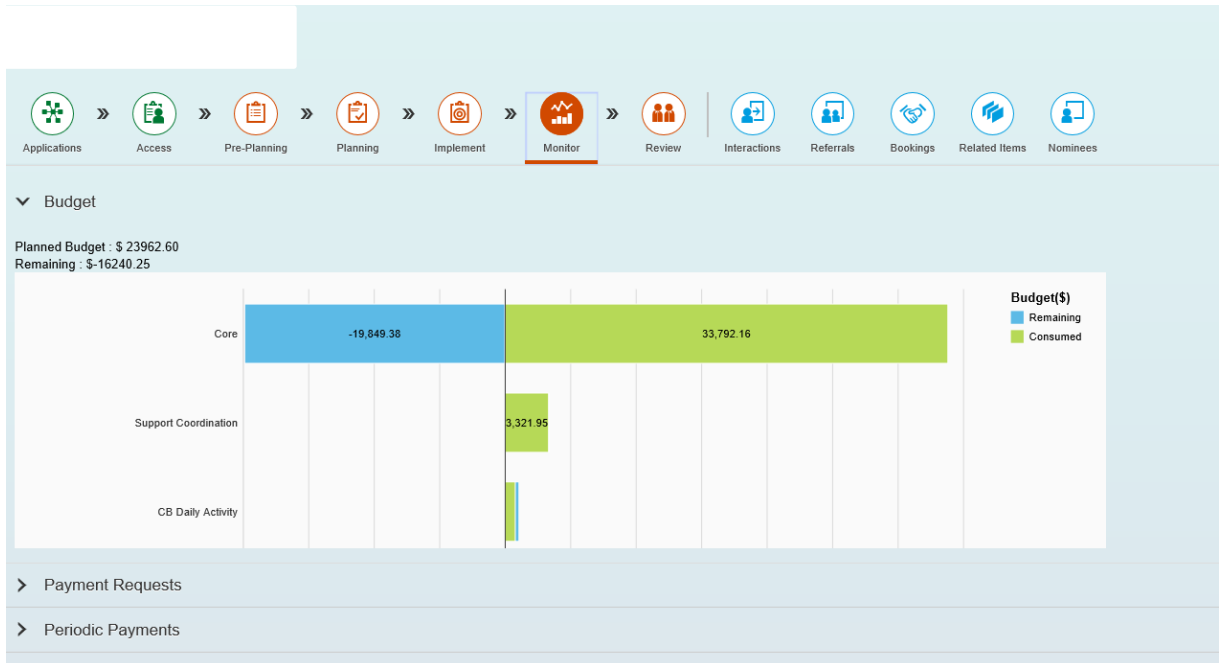 Applications
Access
Pre-Planning
Planning
Implement
Monitor
Review
Interactions
Referrals
Bookings
Related Items
Nominees
Budget
Planned Budget : $ 23962.60
Remaining : $-16240.25
Budget($)
Remaining
Consumed
Core
-19,849.38
33,792.16
Support Coordination
3,321.95
CB Daily Activity
Payment Requests
Periodic Payments